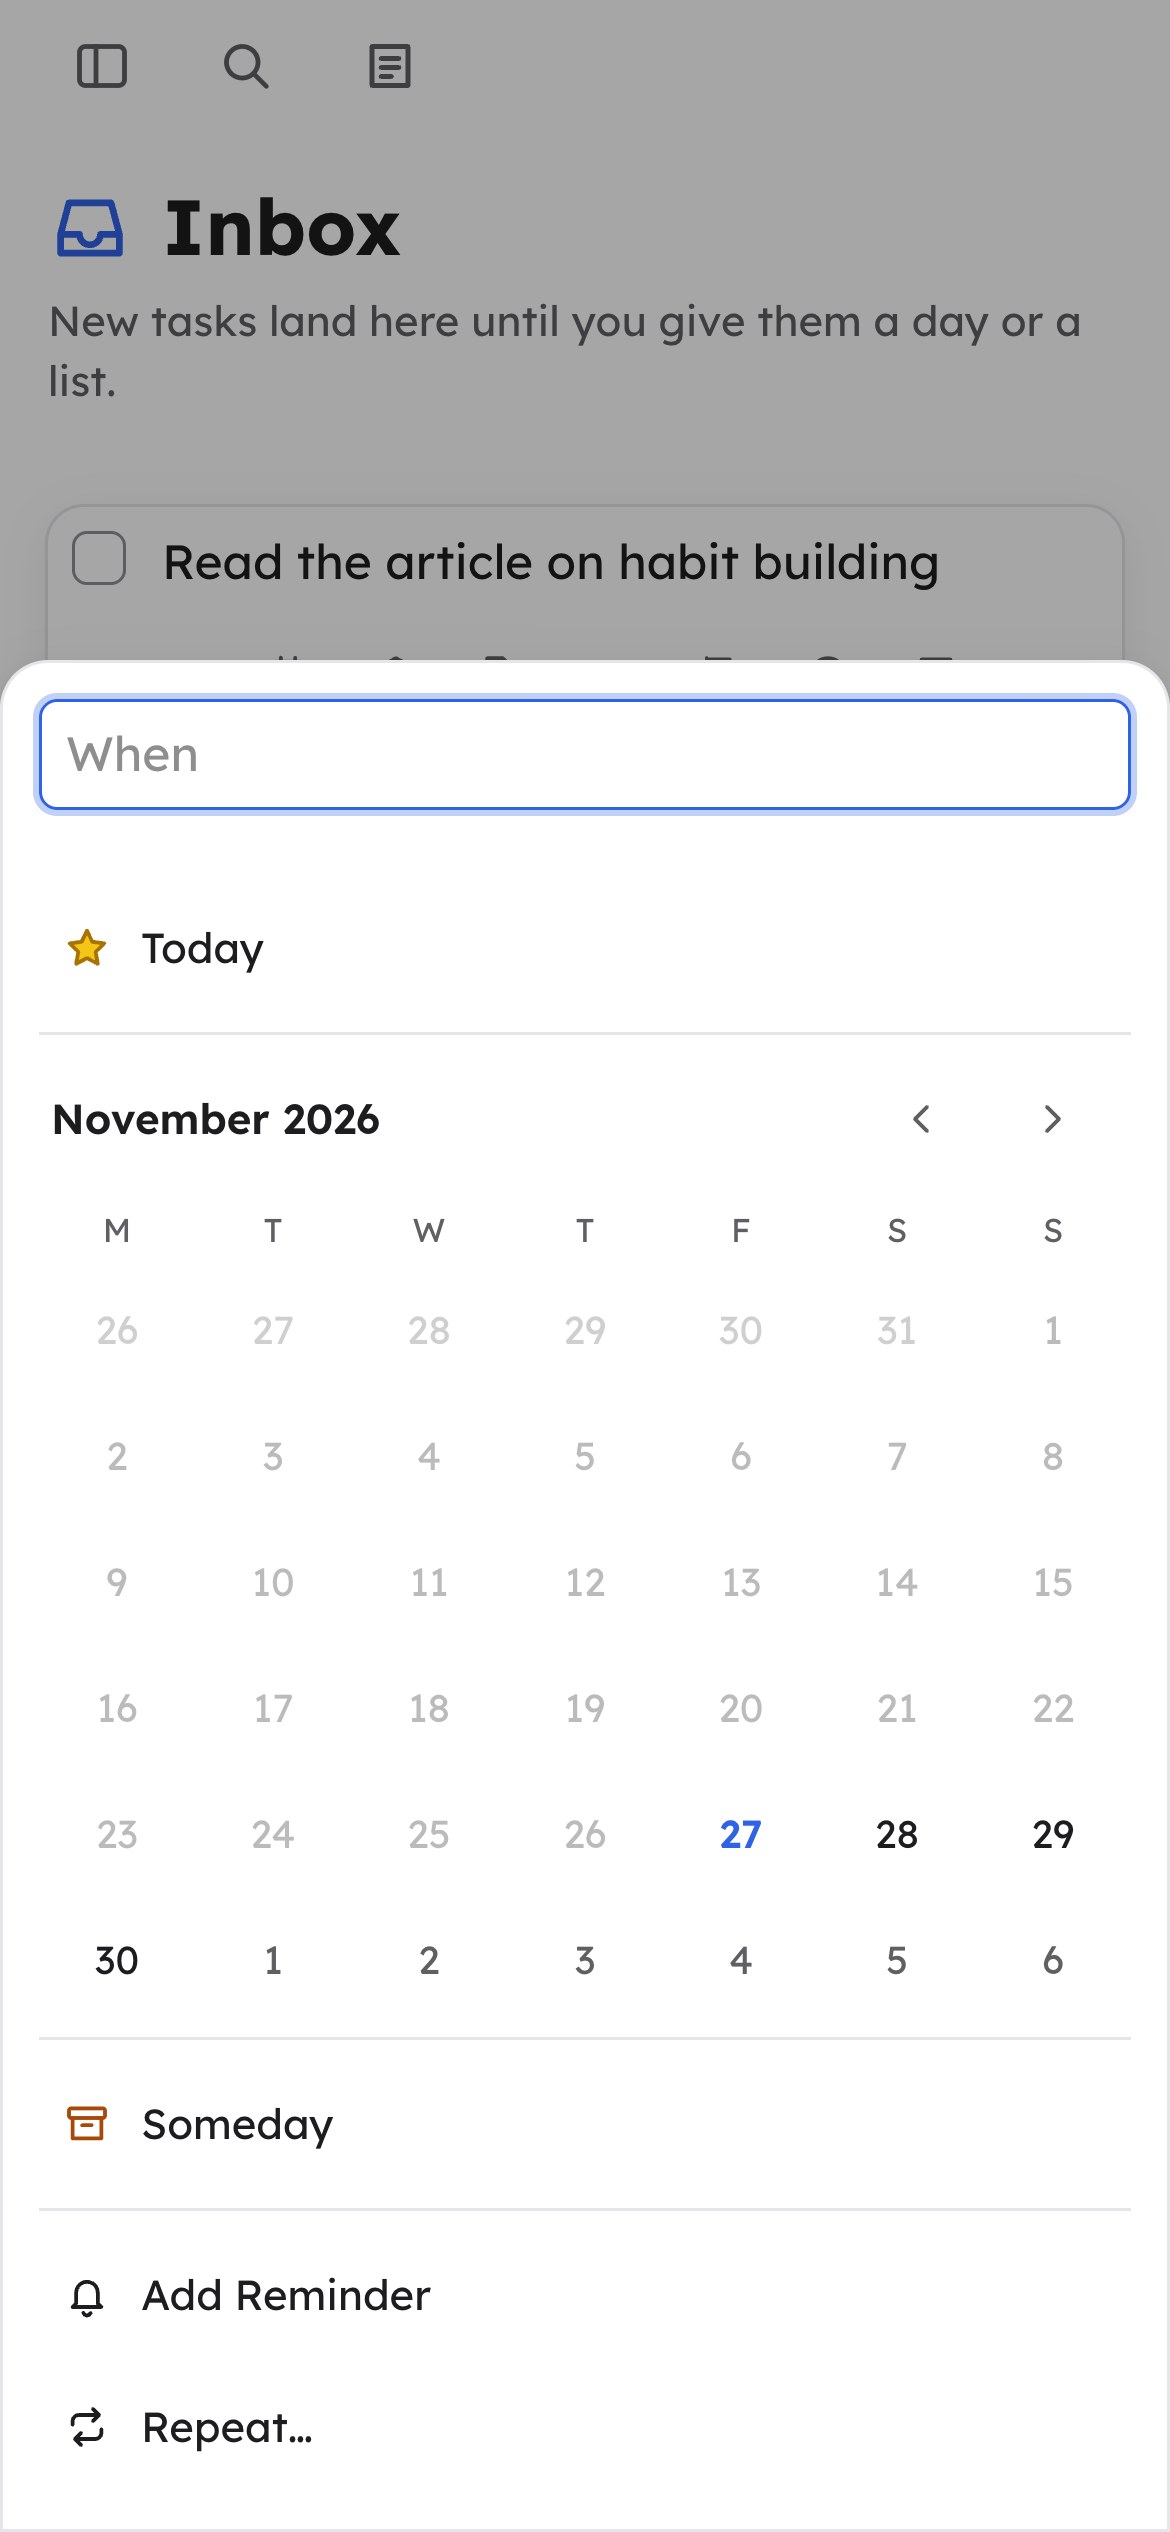 Inbox
New tasks land here until you give them a day or a
list.
Read the article on habit building
When
Today
November 2026
M T W T F S S
26 27 28 29 30 31 1
2 3 4 5 6 7 8
9 10 11 12 13 14 15
16 17 18 19 20 21 22
23 24 25 26 27 28 29
30 1 2 3 4 5 6
Someday
Add Reminder
Repeat...